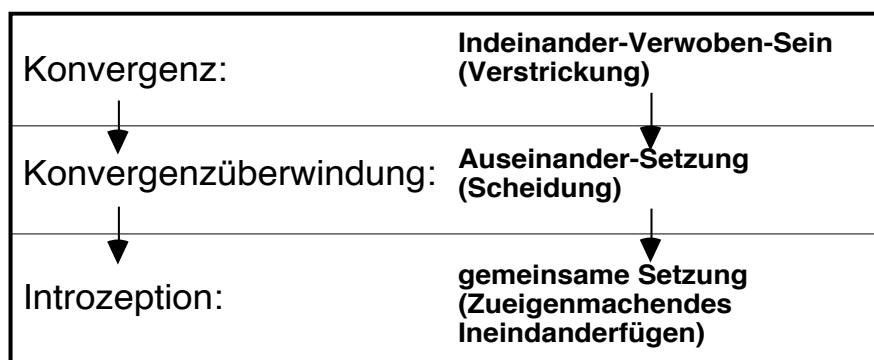 Konvergenz:
Indeinander-Verwoben-Sein
(Verstrickung)
Konvergenzüberwindung:
Auseinander-Setzung
(Scheidung)
Introzeption:
gemeinsame Setzung
(Zueigenmachendes
Ineindanderfügen)